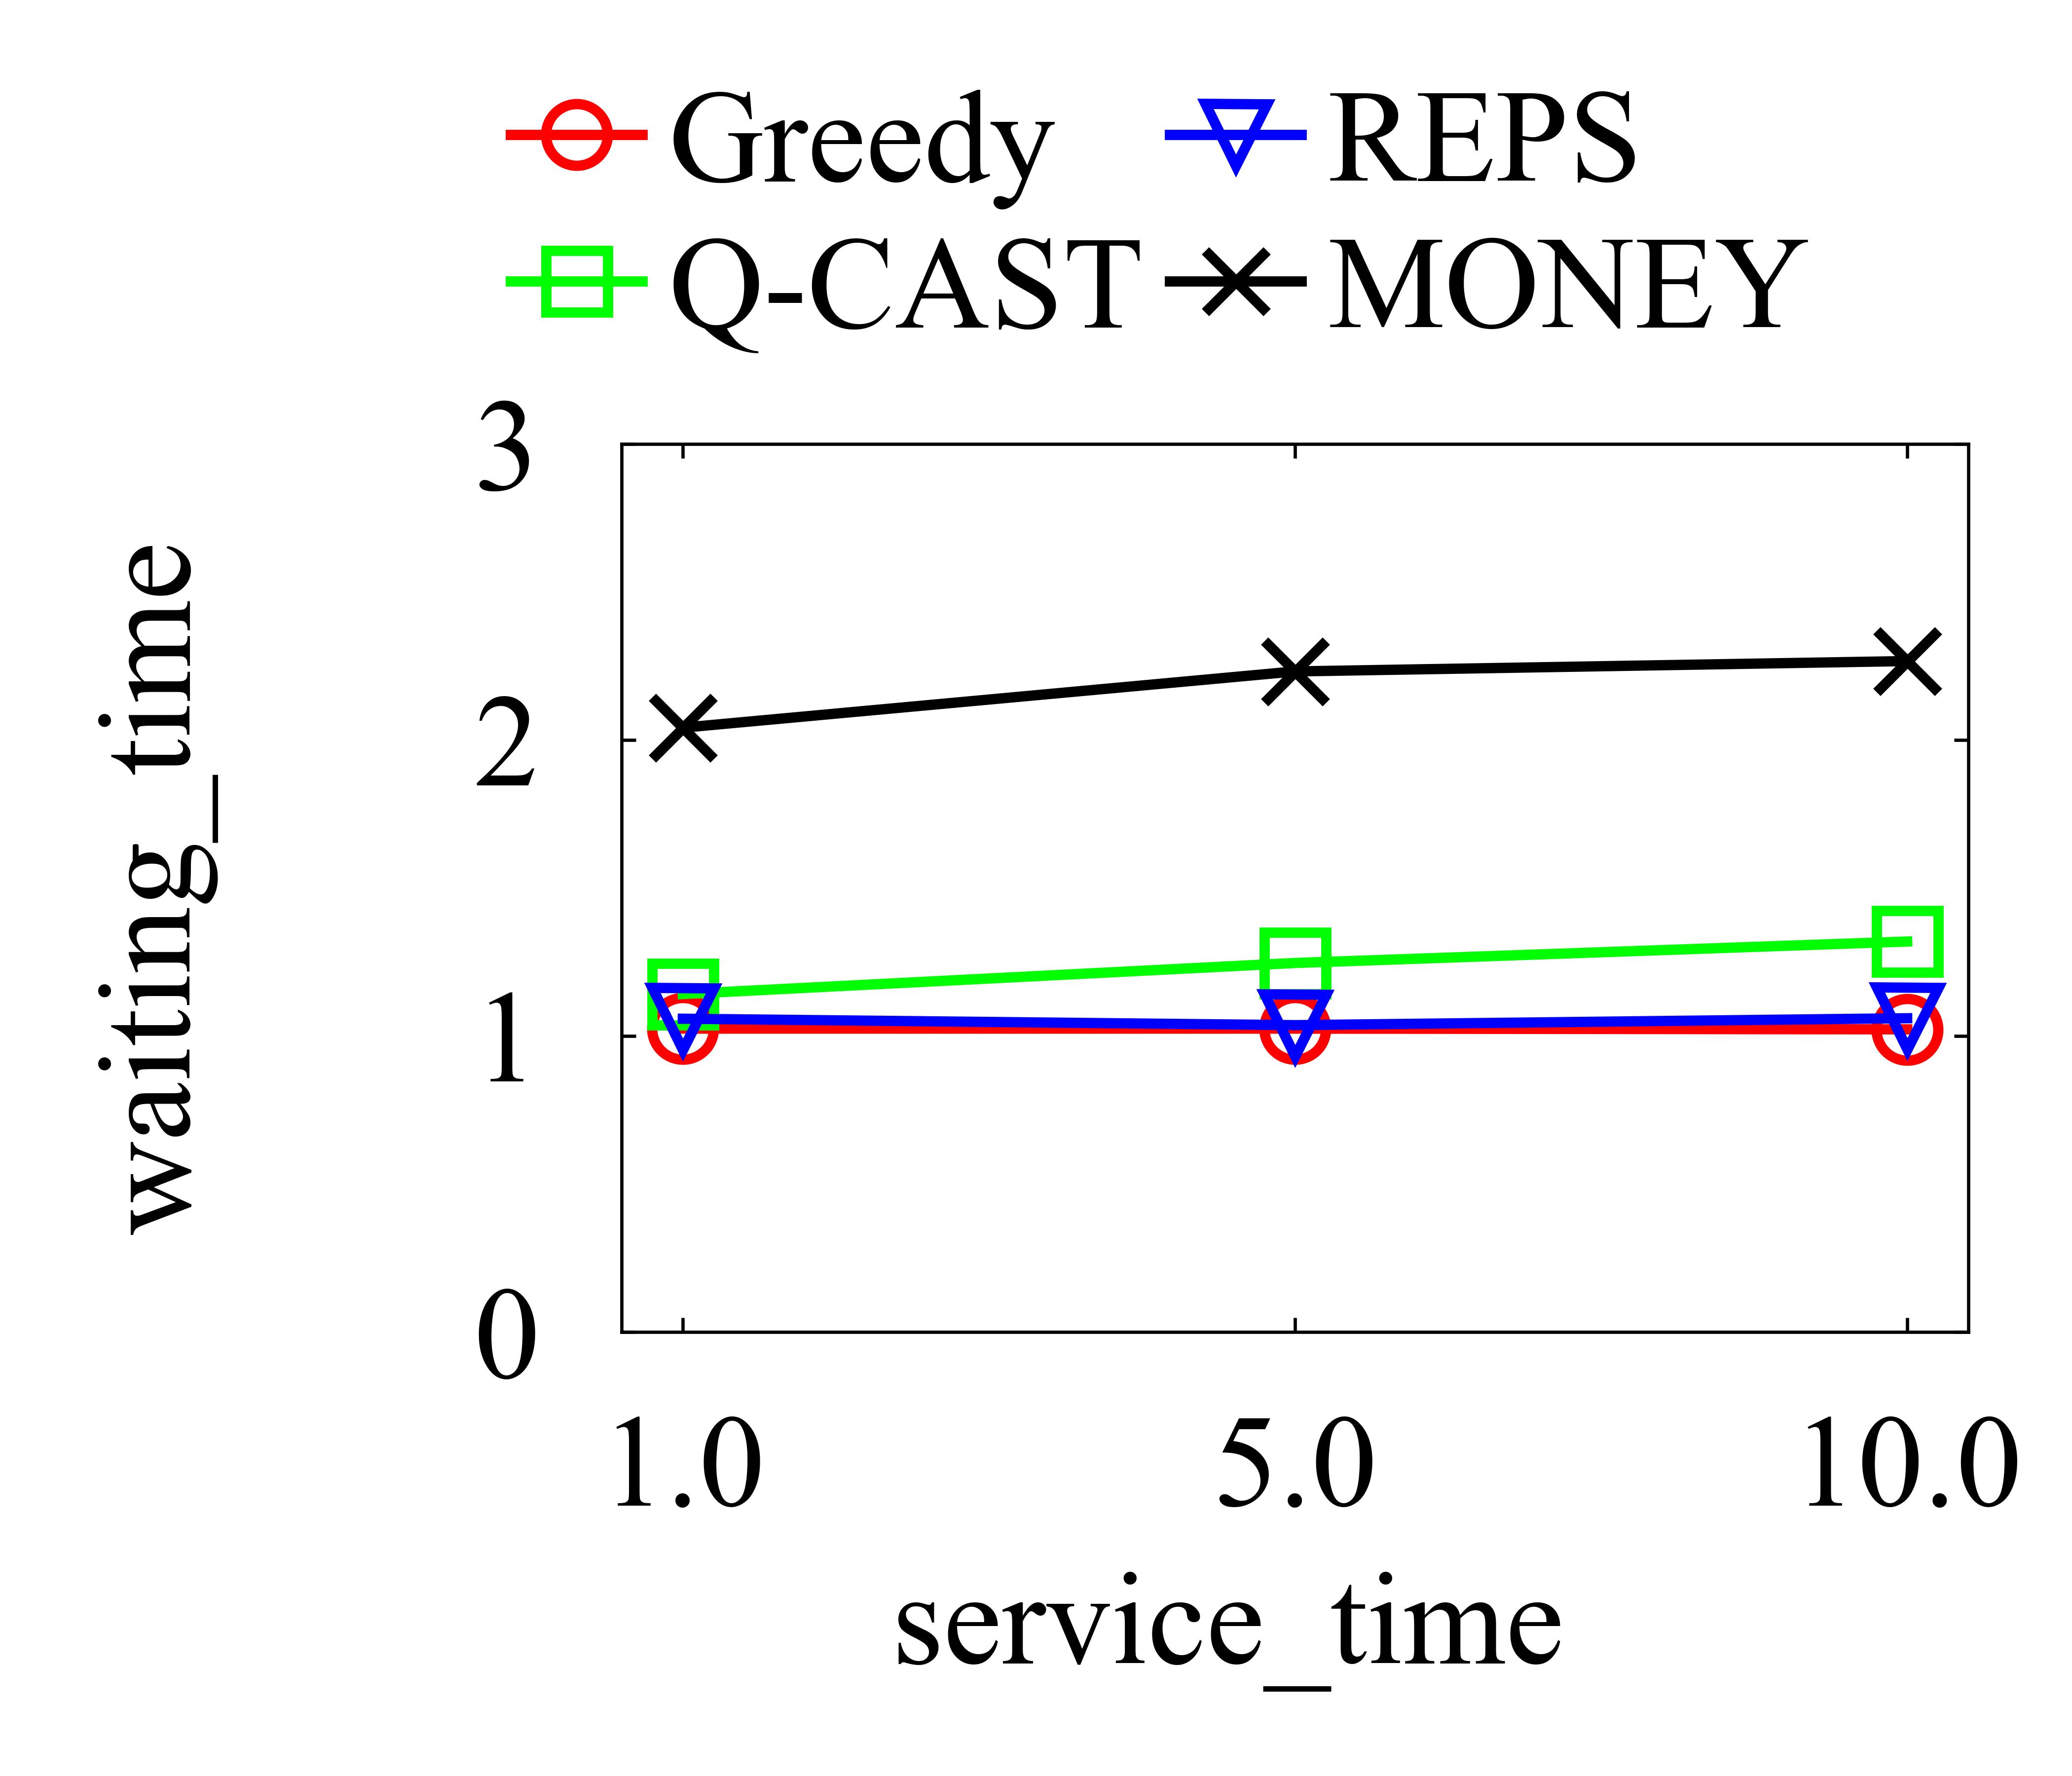 Greedy REPS
Q-CAST MONEY
3
2
1
0
waiting_time
1.0 5.0 10.0
service_time